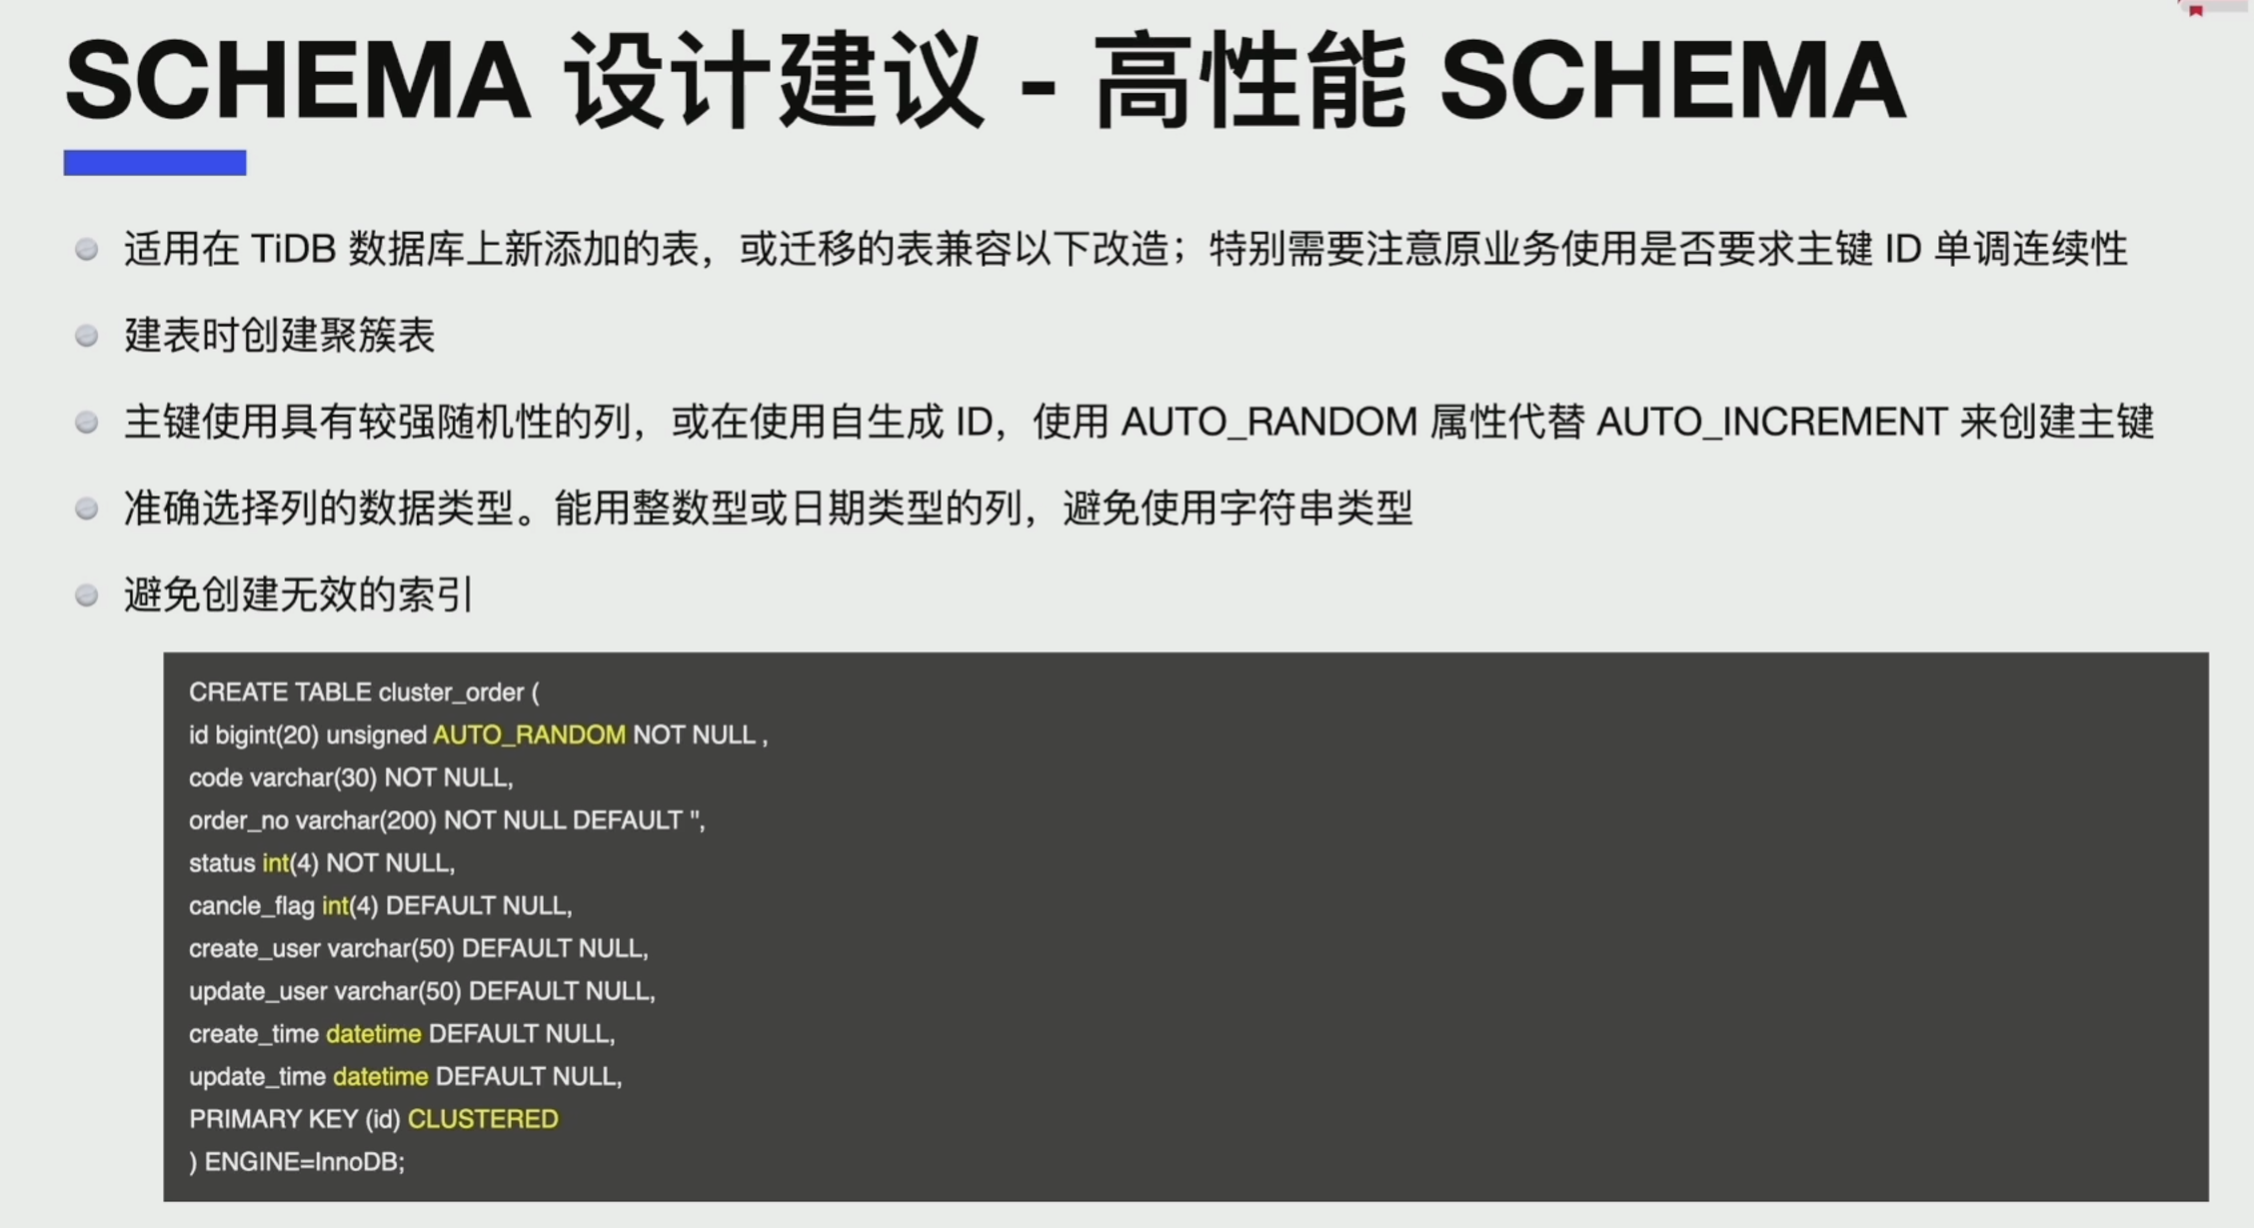 SCHEMA 设计建议 - 高性能 SCHEMA
适用在 TiDB 数据库上新添加的表，或迁移的表兼容以下改造；特别需要注意原业务使用是否要求主键 ID 单调连续性
建表时创建聚簇表
主键使用具有较强随机性的列，或在使用自生成 ID，使用 AUTO_RANDOM 属性代替 AUTO_INCREMENT 来创建主键
准确选择列的数据类型。能用整数型或日期类型的列，避免使用字符串类型
避免创建无效的索引
CREATE TABLE cluster_order (
id bigint(20) unsigned AUTO_RANDOM NOT NULL ,
code varchar(30) NOT NULL,
order_no varchar(200) NOT NULL DEFAULT '',
status int(4) NOT NULL,
cancle_flag int(4) DEFAULT NULL,
create_user varchar(50) DEFAULT NULL,
update_user varchar(50) DEFAULT NULL,
create_time datetime DEFAULT NULL,
update_time datetime DEFAULT NULL,
PRIMARY KEY (id) CLUSTERED
) ENGINE=InnoDB;